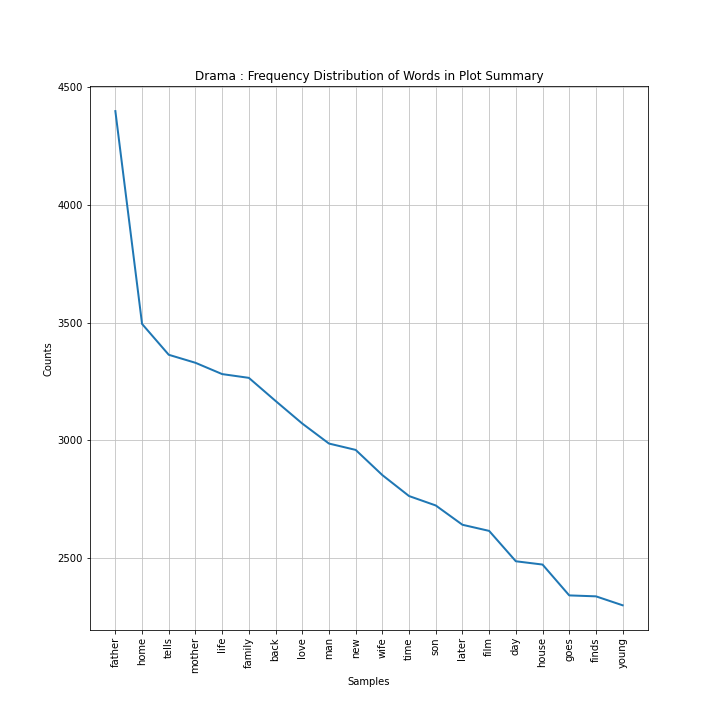 Drama : Frequency Distribution of Words in Plot Summary
4500
4000
3500
3000
2500
Counts
father
home
tells
mother
life
family
back
love
man
new
wife
time
son
later
film
day
house
goes
finds
young
Samples